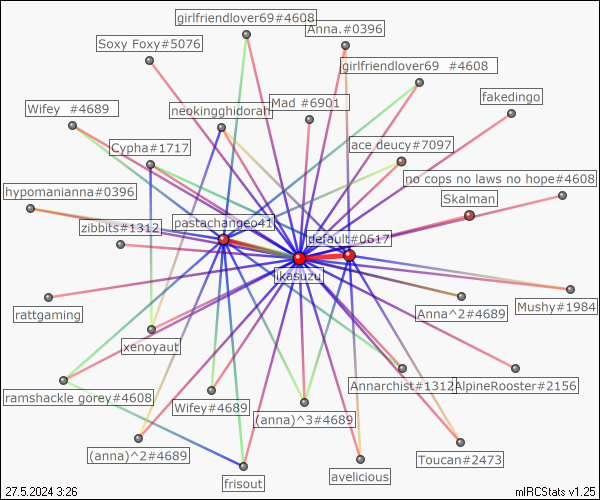 girlfriendlover69#4608
Anna.#0396
Soxy Foxy#5076
girlfriendlover69  #4608
fakedingo
Wifey  #4689
neokingghidorah
Mad #6901
Cypha#1717
ace deucy#7097
no cops no laws no hope#4608
hypomanianna#0396
Skalman
zibbits#1312
pastachangeo41
default#0617
ikasuzu
rattgaming
Anna^2#4689
Mushy#1984
xenoyaut
ramshackle gorey#4608
Annarchist#1312
AlpineRooster#2156
Wifey#4689
(anna)^3#4689
(anna)^2#4689
Toucan#2473
frisout
avelicious
27.5.2024 3:26
mIRCStats v1.25